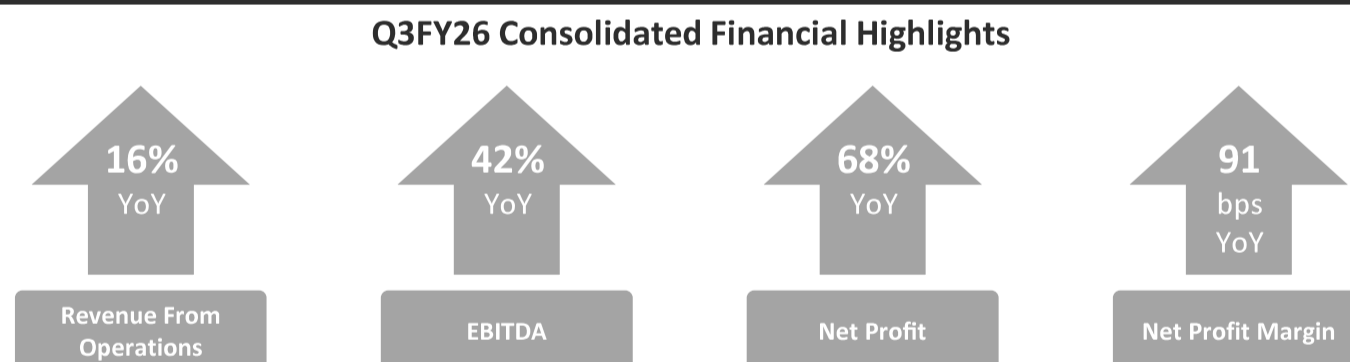 Q3FY26 Consolidated Financial Highlights
16%
YoY
42%
YoY
68%
YoY
91
bps
YoY
Revenue From
Operations
EBITDA
Net Profit
Net Profit Margin